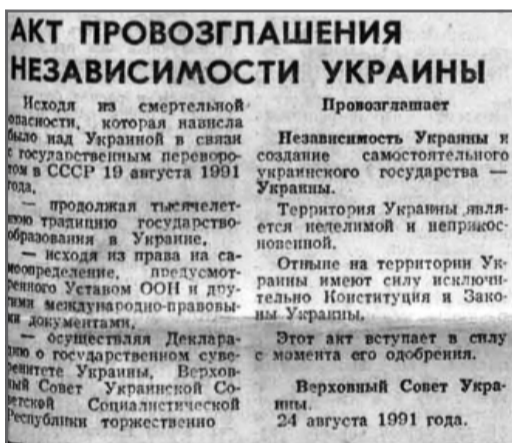 АКТ ПРОВОЗГЛАШЕНИЯ
НЕЗАВИСИМОСТИ УКРАИНЫ
Исходя из смертельной
опасности, которая нависла
было над Украиной в связи
с государственным переворо-
том в СССР 19 августа 1991
года,
— продолжая тысячелет-
нюю традицию государство-
образования в Украине,
— исходя из права на са-
моопределение, предусмот-
ренного Уставом ООН и дру-
гими международно-правовы-
ми документами,
— осуществляя Деклара-
цию о государственном суве-
ренитете Украины, Верхов-
ный Совет Украинской Со-
ветской Социалистической
Республики торжественно
Провозглашает
Независимость Украины и
создание самостоятельного
украинского государства —
Украины.
Территория Украины явля-
ется неделимой и неприкос-
новенной.
Отныне на территории Ук-
раины имеют силу исключи-
тельно Конституция и Зако-
ны Украины.
Этот акт вступает в силу
с момента его одобрения.
Верховный Совет Укра-
ины.
24 августа 1991 года.